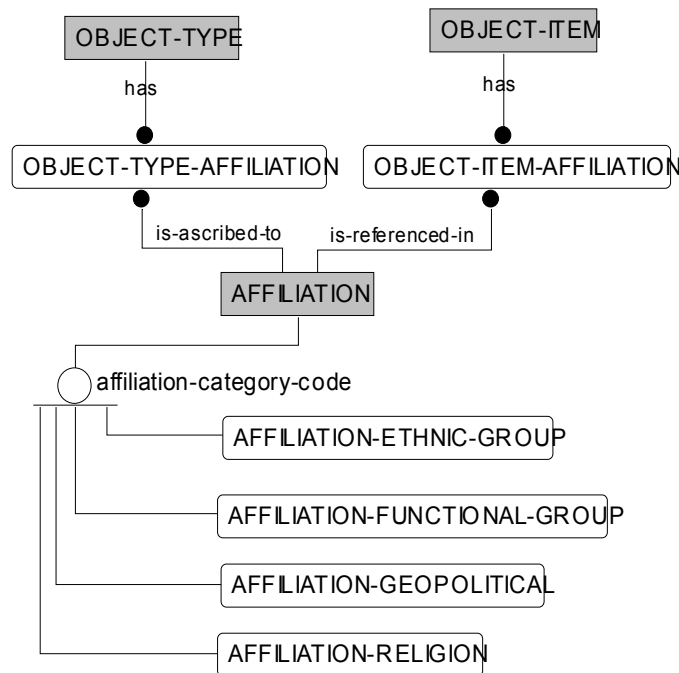 OBJECT-TYPE
OBJECT-ITEM
has
has
OBJECT-TYPE-AFFILIATION
OBJECT-ITEM-AFFILIATION
is-ascribed-to
is-referenced-in
AFFILIATION
affiliation-category-code
AFFILIATION-ETHNIC-GROUP
AFFILIATION-FUNCTIONAL-GROUP
AFFILIATION-GEOPOLITICAL
AFFILIATION-RELIGION